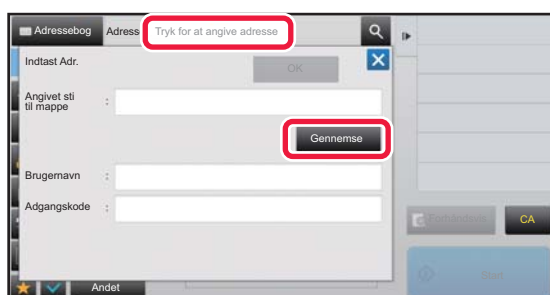 Adressebog Adress Tryk for at angive adresse
Indtast Adr.
OK
Angivet sti
til mappe :
Gennemse
Brugernavn :
Adgangskode :
CA
Start
Andet